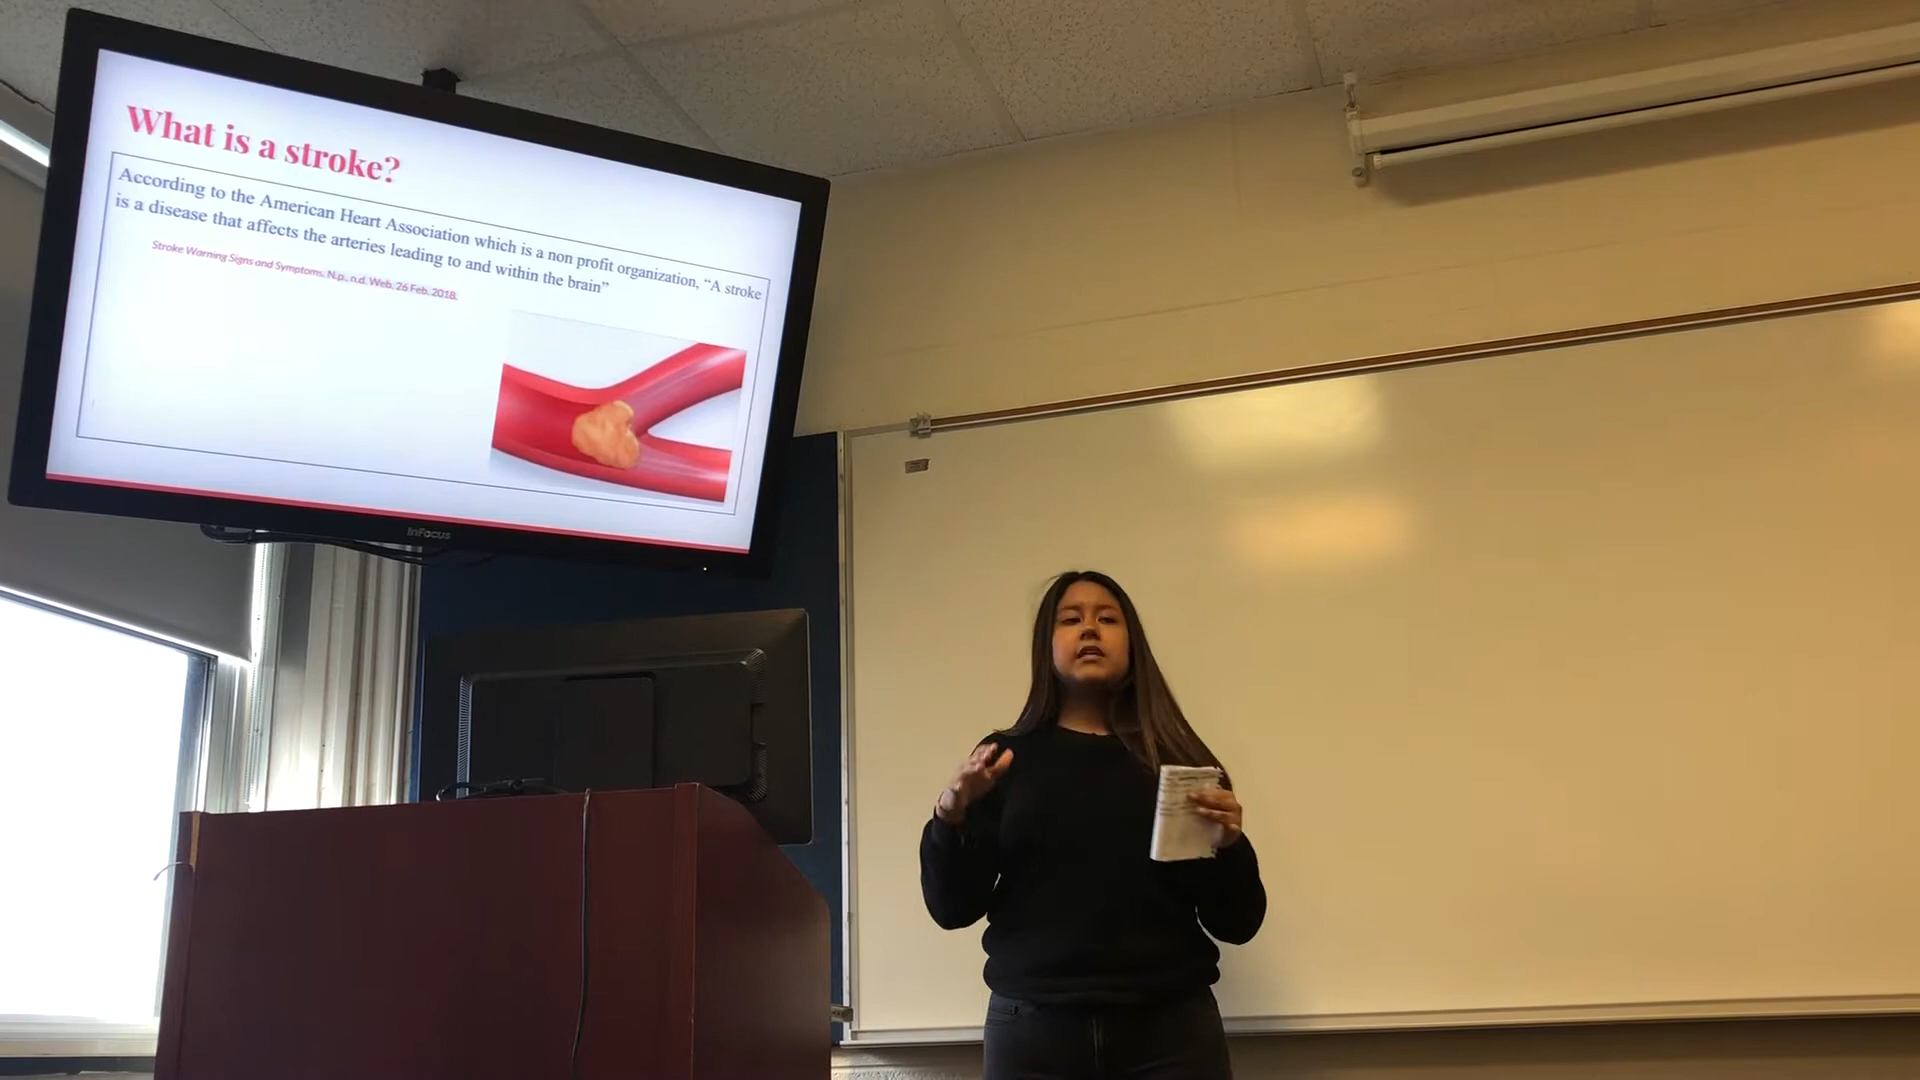 What is a stroke?
According to the American Heart Association which is a non profit organization, “A stroke
is a disease that affects the arteries leading to and within the brain”
Stroke Warning Signs and Symptoms, N.p., n.d. Web. 26 Feb. 2018.
InFocus